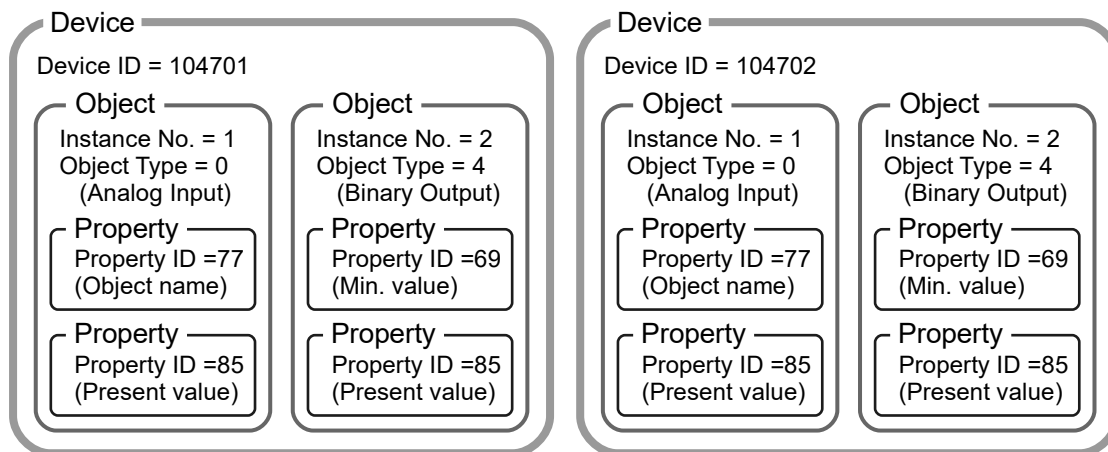 Device
Device ID = 104701
Object
Instance No. = 1
Object Type = 0
(Analog Input)
Property
Property ID =77
(Object name)
Property
Property ID =85
(Present value)
Object
Instance No. = 2
Object Type = 4
(Binary Output)
Property
Property ID =69
(Min. value)
Property
Property ID =85
(Present value)
Device
Device ID = 104702
Object
Instance No. = 1
Object Type = 0
(Analog Input)
Property
Property ID =77
(Object name)
Property
Property ID =85
(Present value)
Object
Instance No. = 2
Object Type = 4
(Binary Output)
Property
Property ID =69
(Min. value)
Property
Property ID =85
(Present value)